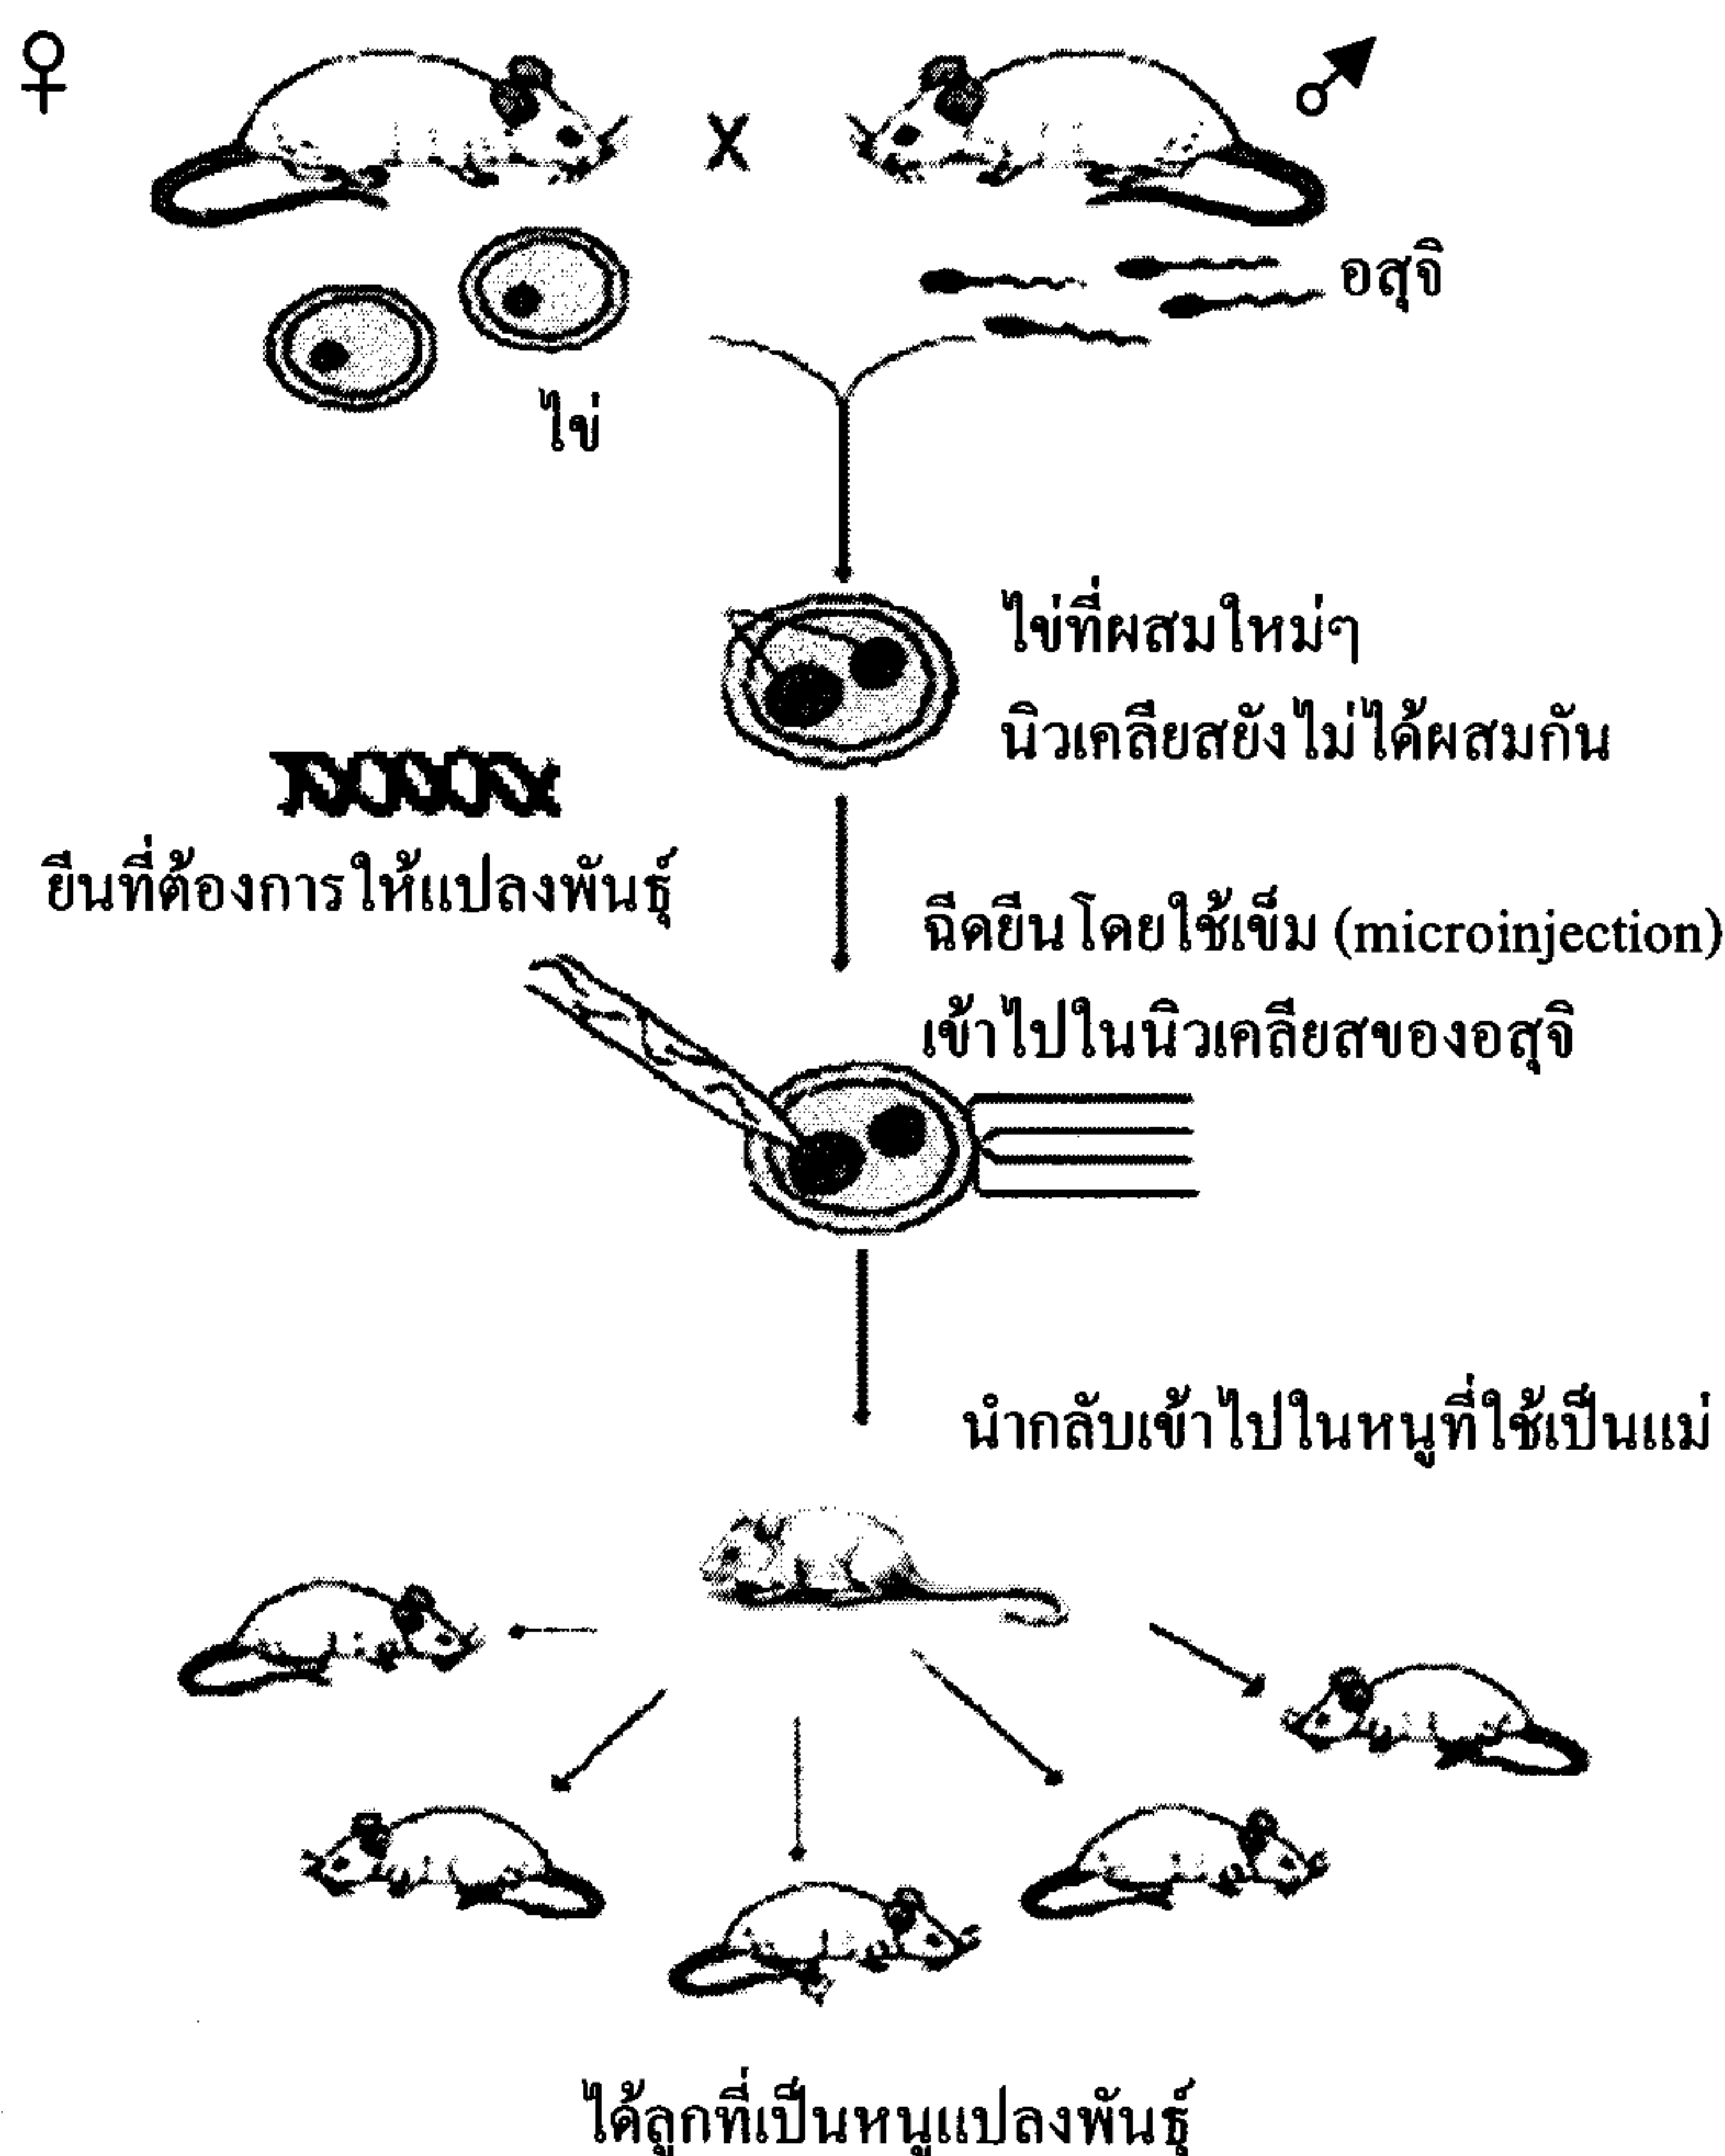 ♀
X
♂
อสุจิ
ไข่
ไข่ที่ผสมใหม่ๆ
นิวเคลียสยังไม่ได้ผสมกัน
ยีนที่ต้องการให้แปลงพันธุ์
ฉีดยีนโดยใช้เข็ม (microinjection)
เข้าไปในนิวเคลียสของอสุจิ
นำกลับเข้าไปในหนูที่ใช้เป็นแม่
ได้ลูกที่เป็นหนูแปลงพันธุ์